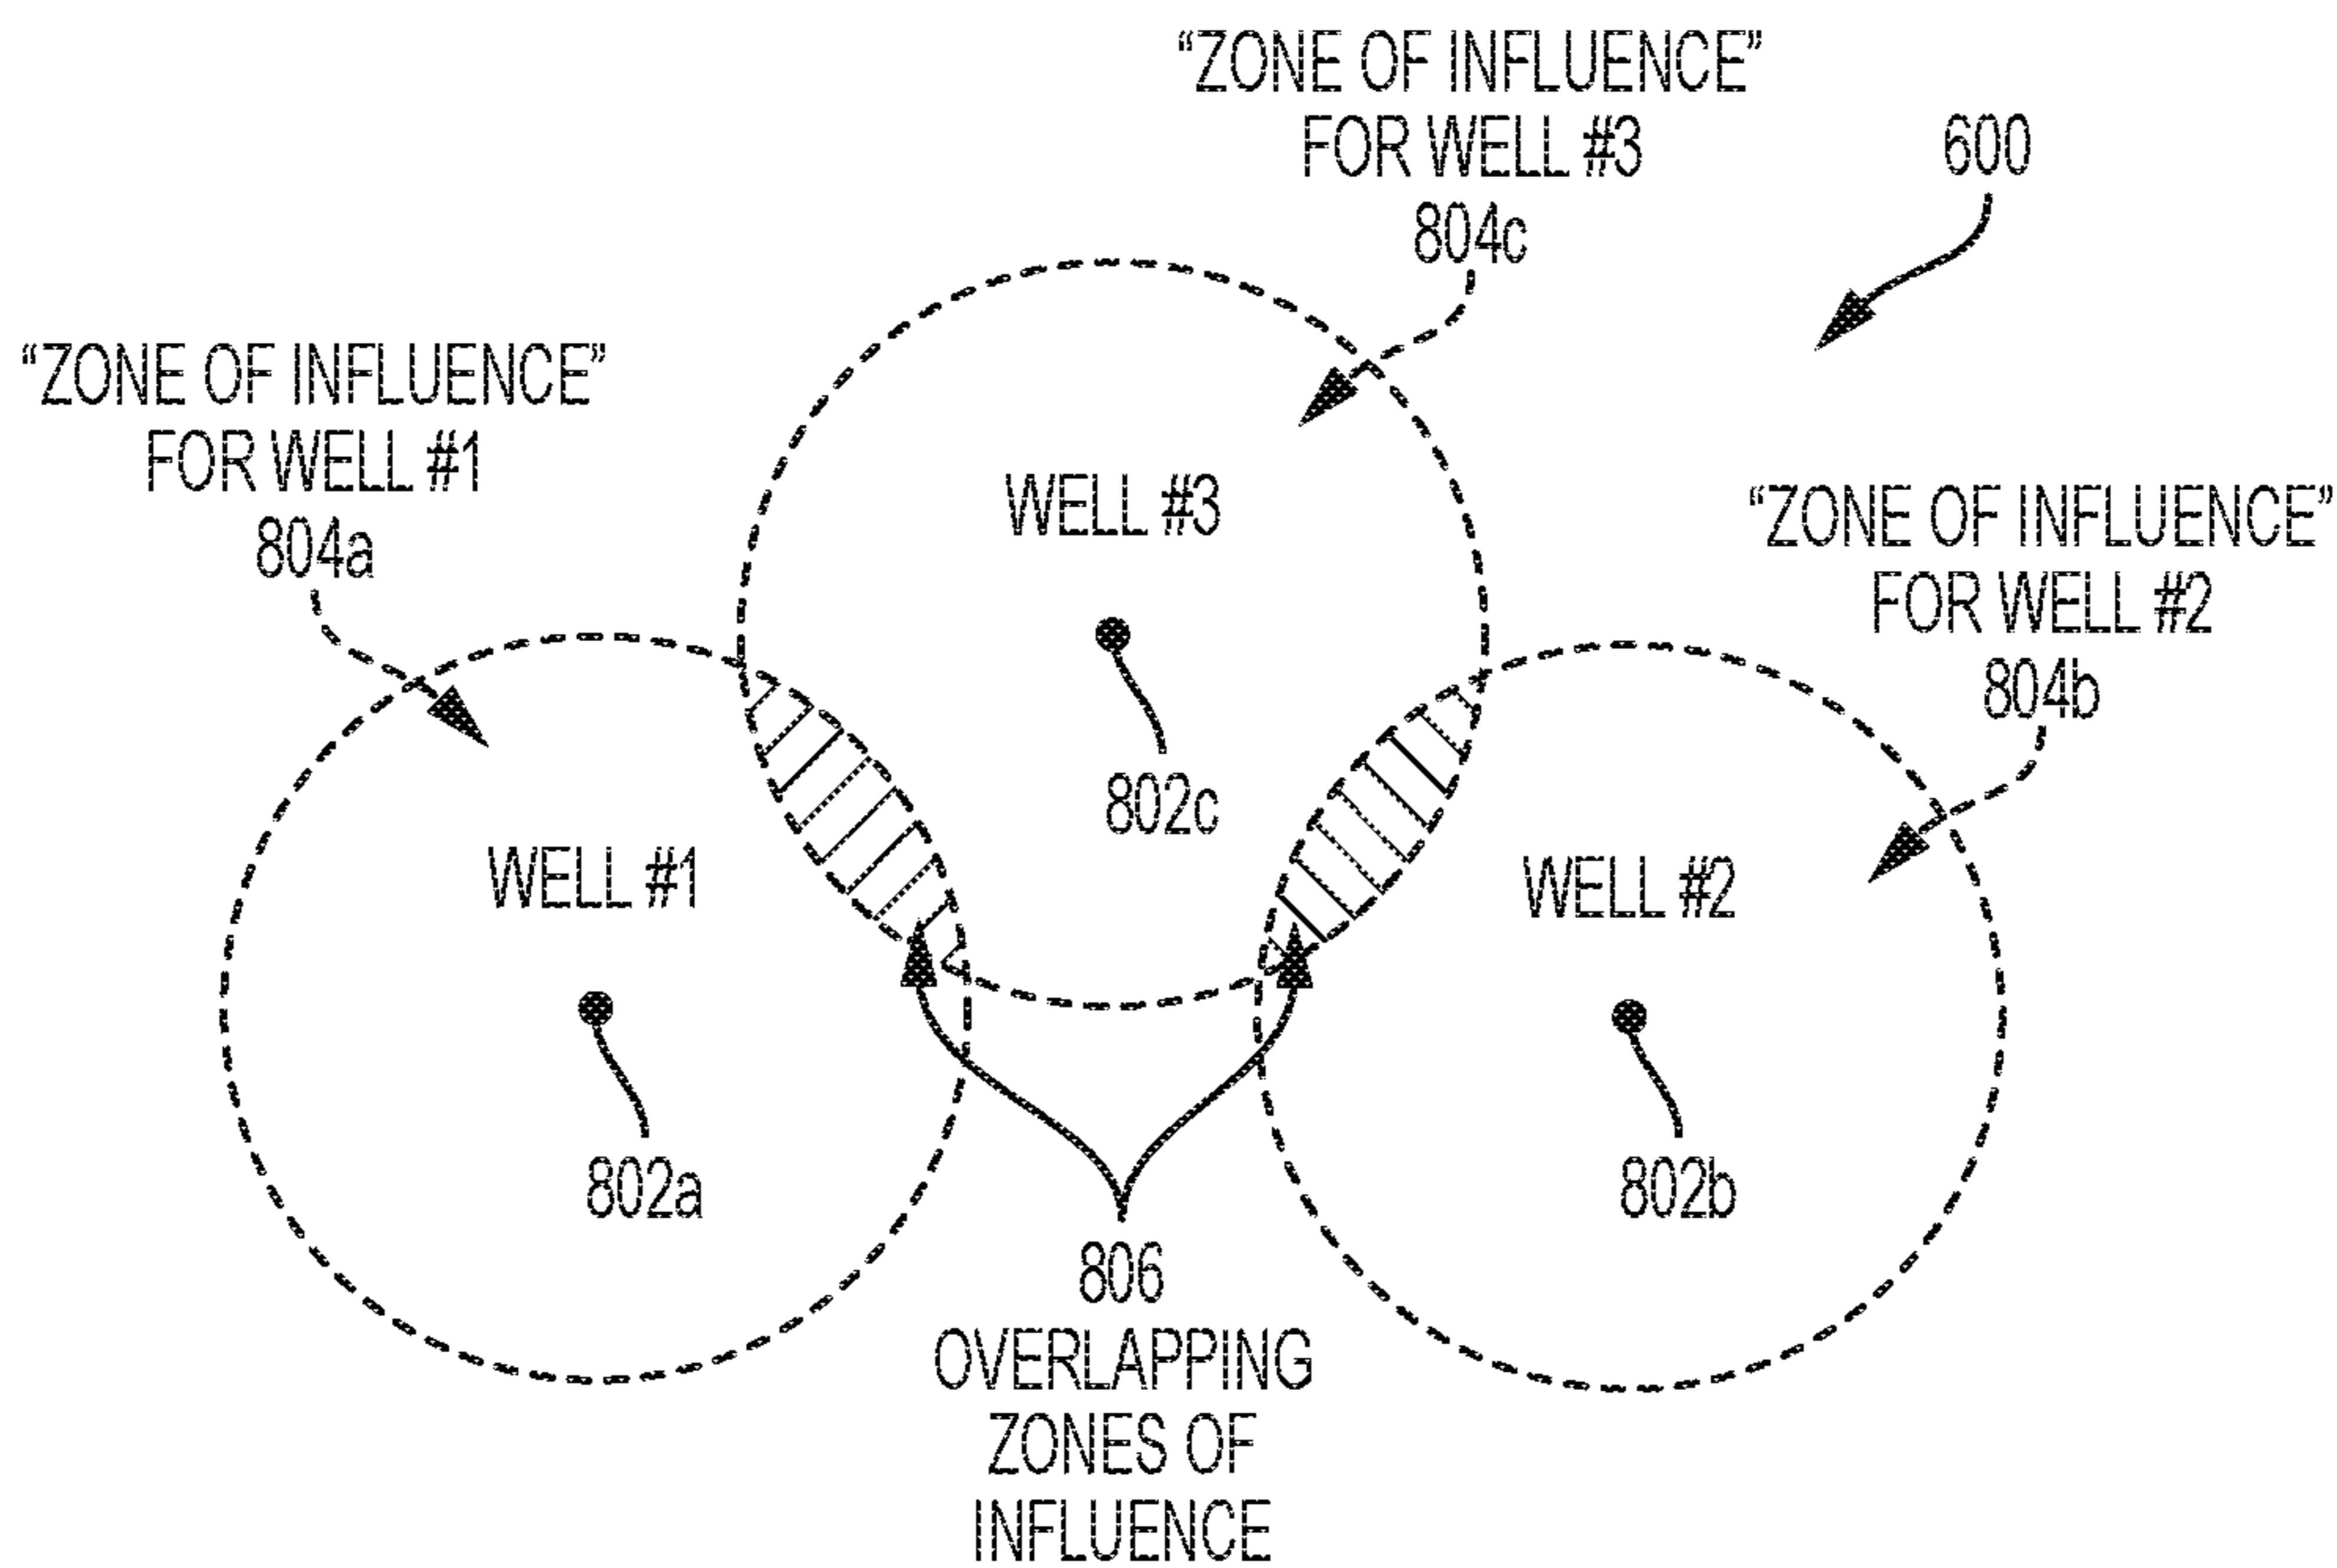 “ZONE OF INFLUENCE”
FOR WELL #3
804c
600
“ZONE OF INFLUENCE”
FOR WELL #1
804a
WELL #3
802c
“ZONE OF INFLUENCE”
FOR WELL #2
804b
WELL #1
802a
WELL #2
802b
806
OVERLAPPING
ZONES OF
INFLUENCE